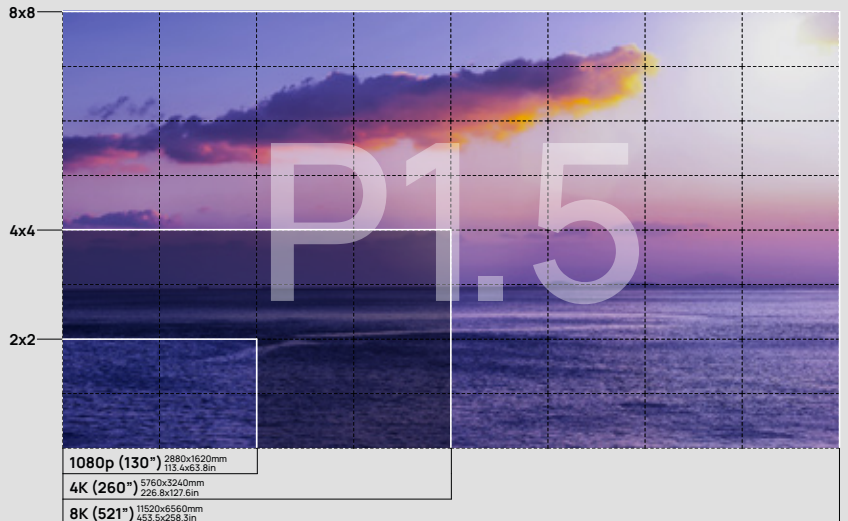 8x8
P1.5
4x4
2x2
1080p (130”) 2880x1620mm
113.4x63.8in
4K (260”) 5760x3240mm
226.8x127.6in
8K (521”) 11520x6560mm
453.5x258.3in